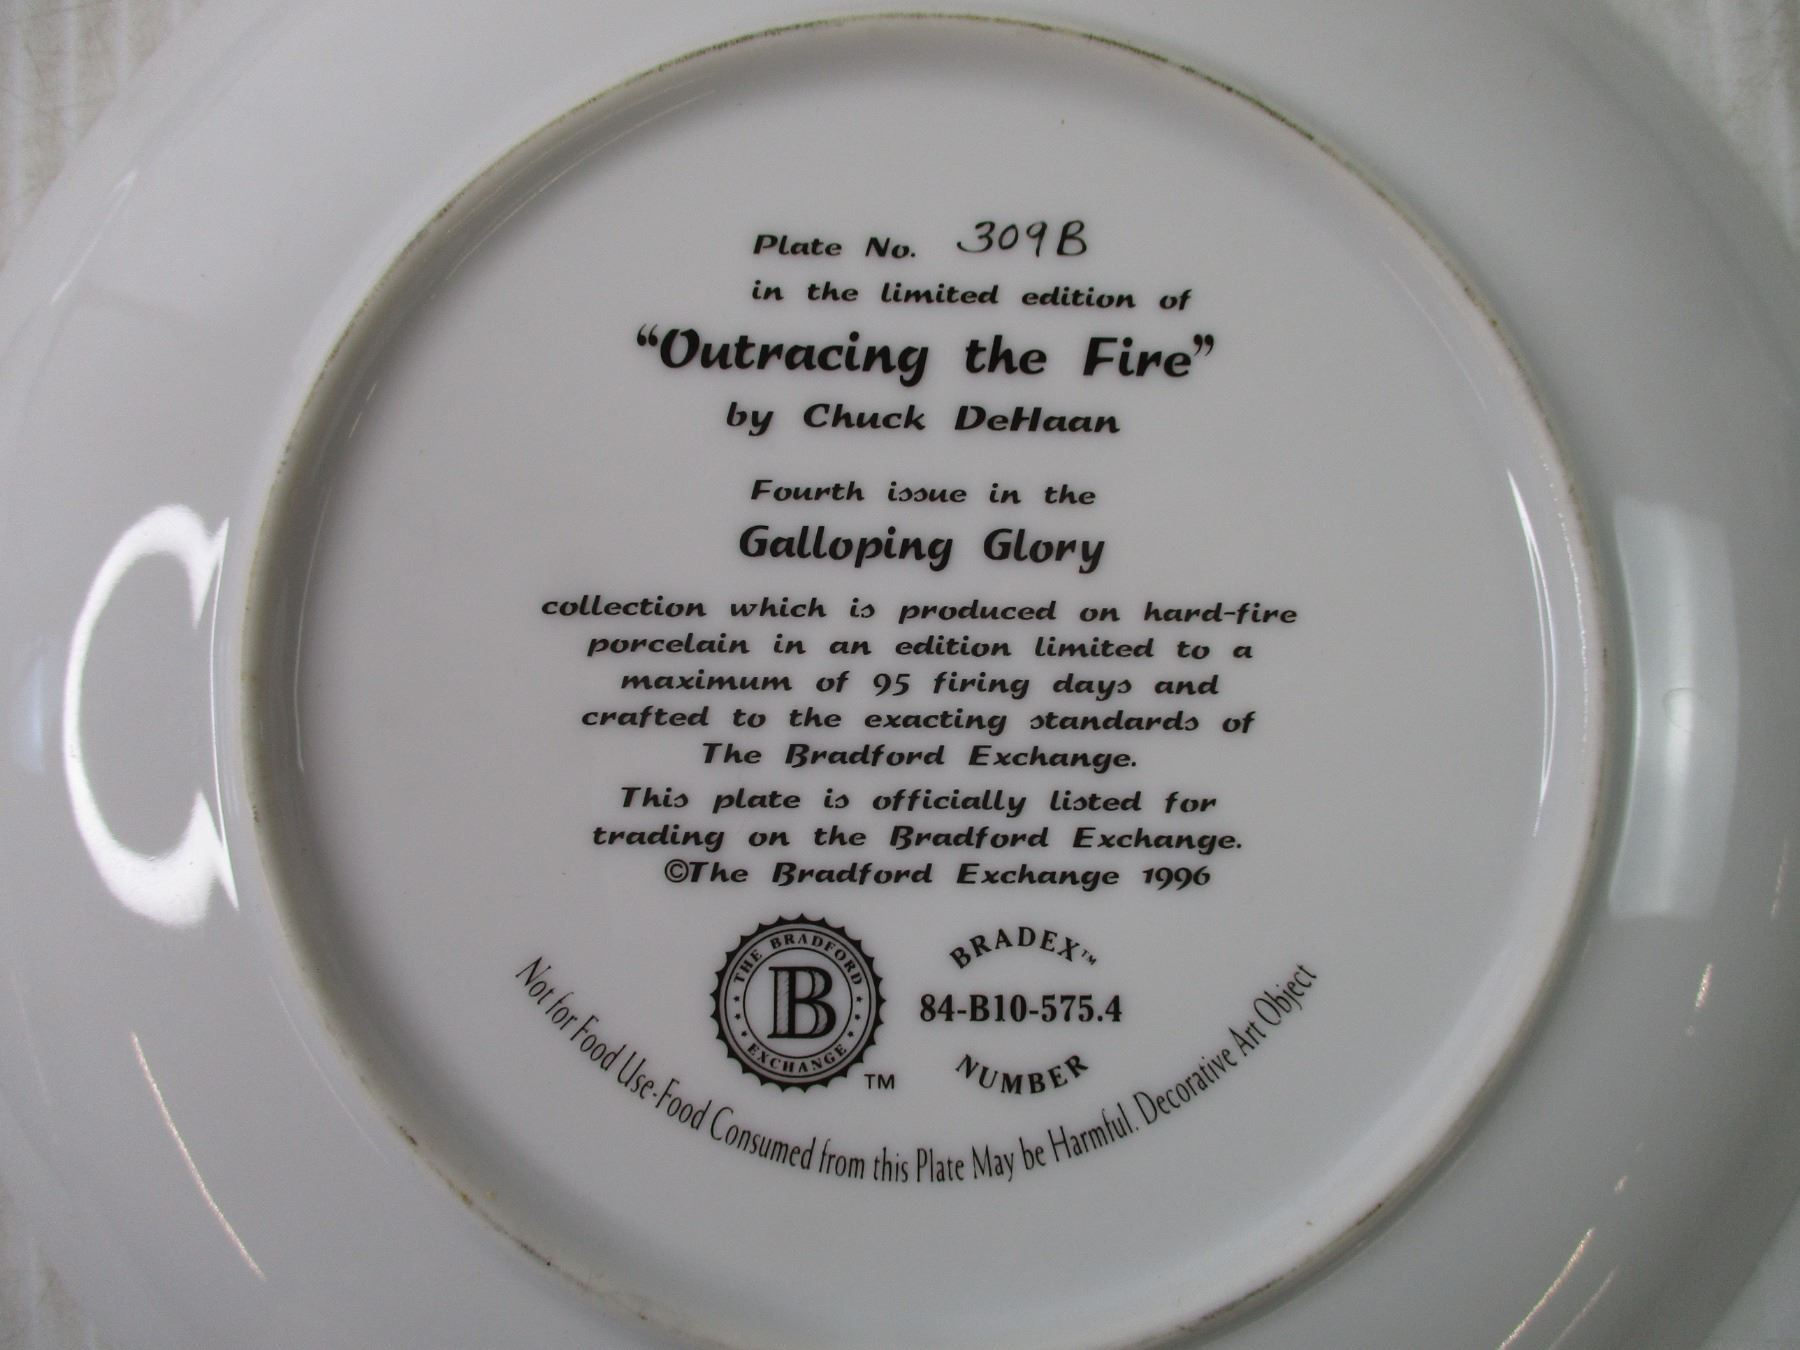 Plate No. 309B
in the limited edition of
“Outracing the Fire”
by Chuck DeHaan
Fourth issue in the
Galloping Glory
collection which is produced on hard-fire
porcelain in an edition limited to a
maximum of 95 firing days and
crafted to the exacting standards of
The Bradford Exchange.
This plate is officially listed for
trading on the Bradford Exchange.
©The Bradford Exchange 1996
THE BRADFORD
B
EXCHANGE
TM
BRADEX™
84-B10-575.4
NUMBER
Not for Food Use-Food Consumed from this Plate May be Harmful. Decorative Art Object